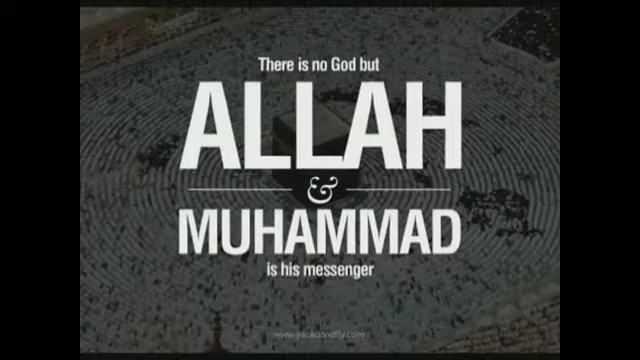 There is no God but
ALLAH
&
MUHAMMAD
is his messenger